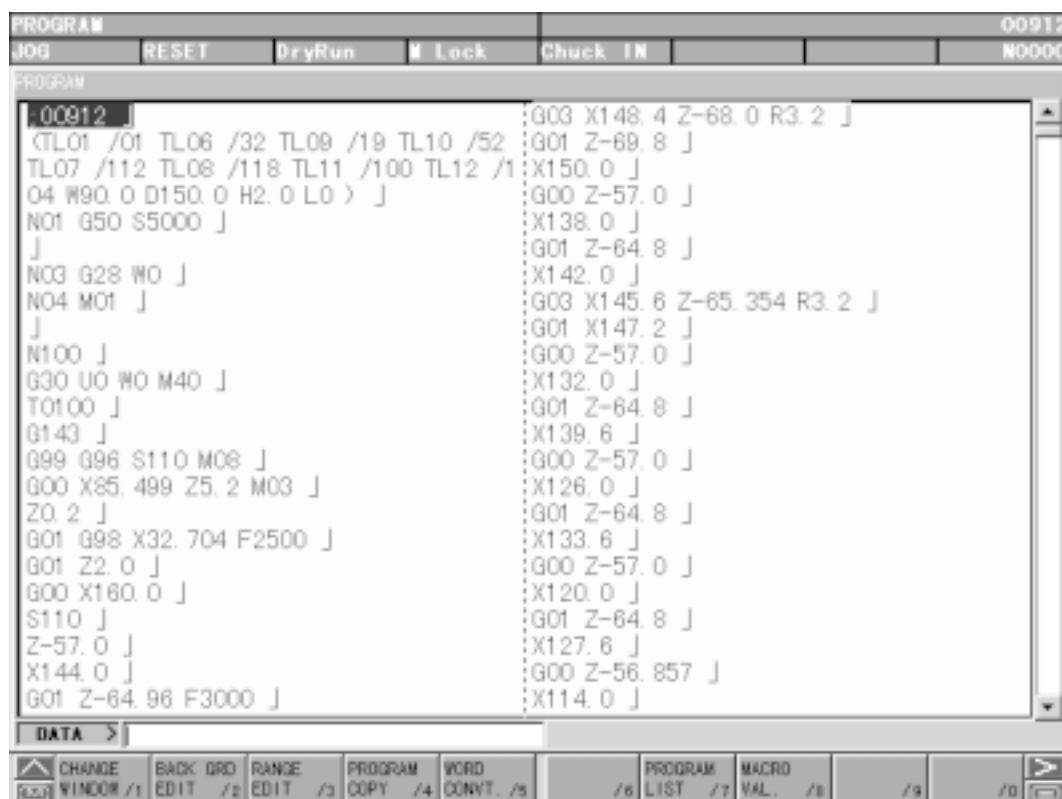 PROGRAM O0912
JOG RESET DryRun M Lock Chuck IN N0000
PROGRAM
:O0912 ┘
(TL01 /01 TL06 /32 TL09 /19 TL10 /52
TL07 /112 TL08 /118 TL11 /100 TL12 /1
04 W90.0 D150.0 H2.0 L0 ) ┘
N01 G50 S5000 ┘
┘
N03 G28 W0 ┘
N04 M01 ┘
┘
N100 ┘
G30 U0 W0 M40 ┘
T0100 ┘
G143 ┘
G99 G96 S110 M08 ┘
G00 X85.499 Z5.2 M03 ┘
Z0.2 ┘
G01 G98 X32.704 F2500 ┘
G01 Z2.0 ┘
G00 X160.0 ┘
S110 ┘
Z-57.0 ┘
X144.0 ┘
G01 Z-64.96 F3000 ┘
G03 X148.4 Z-68.0 R3.2 ┘
G01 Z-69.8 ┘
X150.0 ┘
G00 Z-57.0 ┘
X138.0 ┘
G01 Z-64.8 ┘
X142.0 ┘
G03 X145.6 Z-65.354 R3.2 ┘
G01 X147.2 ┘
G00 Z-57.0 ┘
X132.0 ┘
G01 Z-64.8 ┘
X139.6 ┘
G00 Z-57.0 ┘
X126.0 ┘
G01 Z-64.8 ┘
X133.6 ┘
G00 Z-57.0 ┘
X120.0 ┘
G01 Z-64.8 ┘
X127.6 ┘
G00 Z-56.857 ┘
X114.0 ┘
DATA >
CHANGE WINDOW /1
BACK GRD EDIT /2
RANGE EDIT /3
PROGRAM COPY /4
WORD CONVT. /5
/6
PROGRAM LIST /7
MACRO VAL. /8
/9
/0